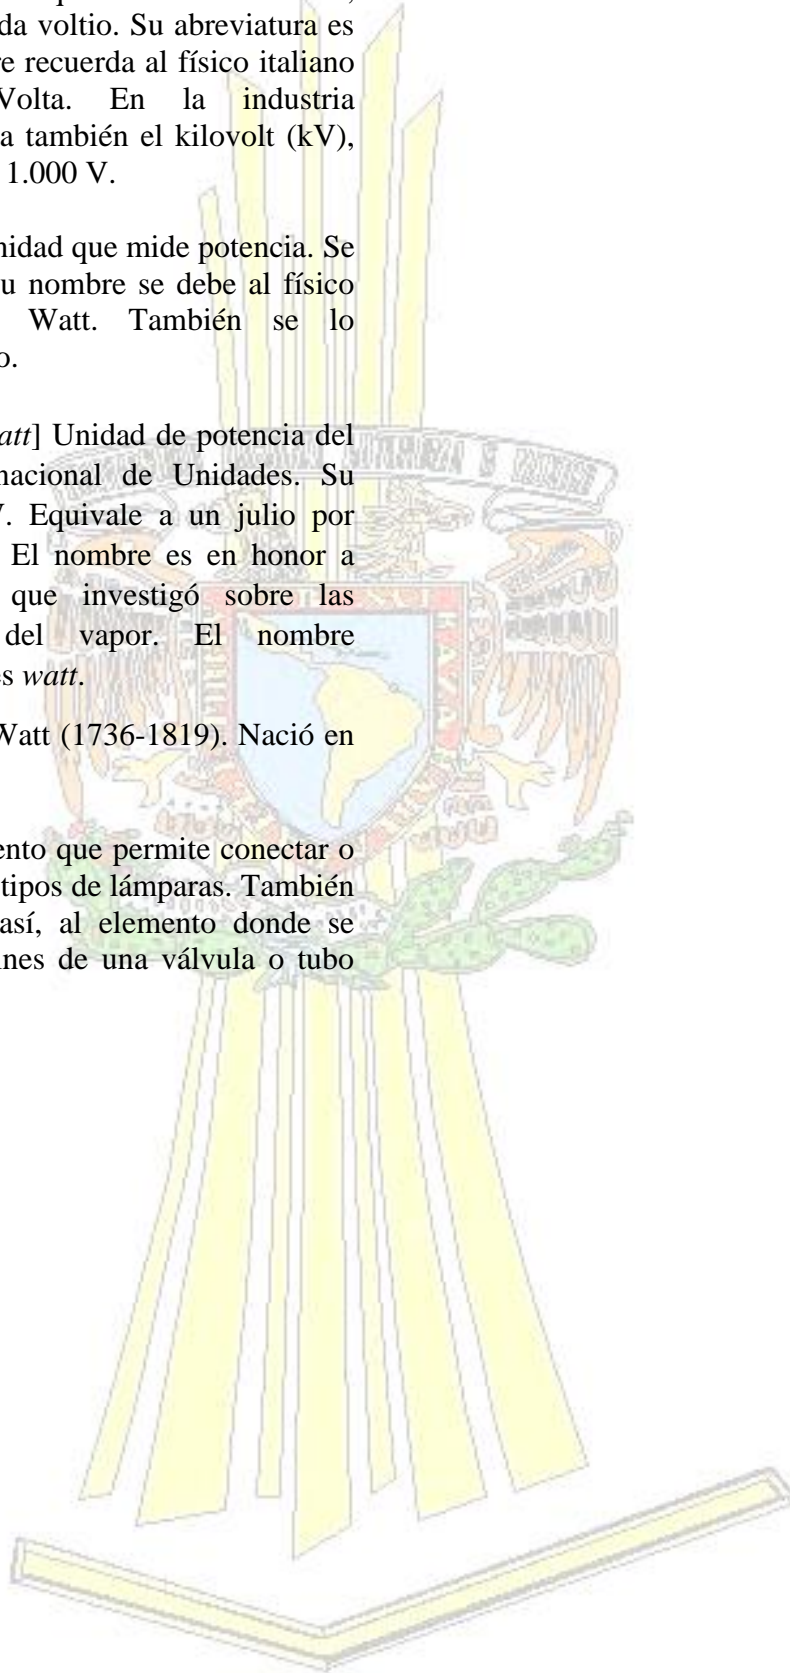 da voltio. Su abreviatura es
re recuerda al físico italiano
Volta. En la industria
a también el kilovolt (kV),
1.000 V.
nidad que mide potencia. Se
u nombre se debe al físico
Watt. También se lo
o.
att] Unidad de potencia del
nacional de Unidades. Su
. Equivale a un julio por
El nombre es en honor a
que investigó sobre las
del vapor. El nombre
es watt.
Watt (1736-1819). Nació en
ento que permite conectar o
tipos de lámparas. También
así, al elemento donde se
ines de una válvula o tubo